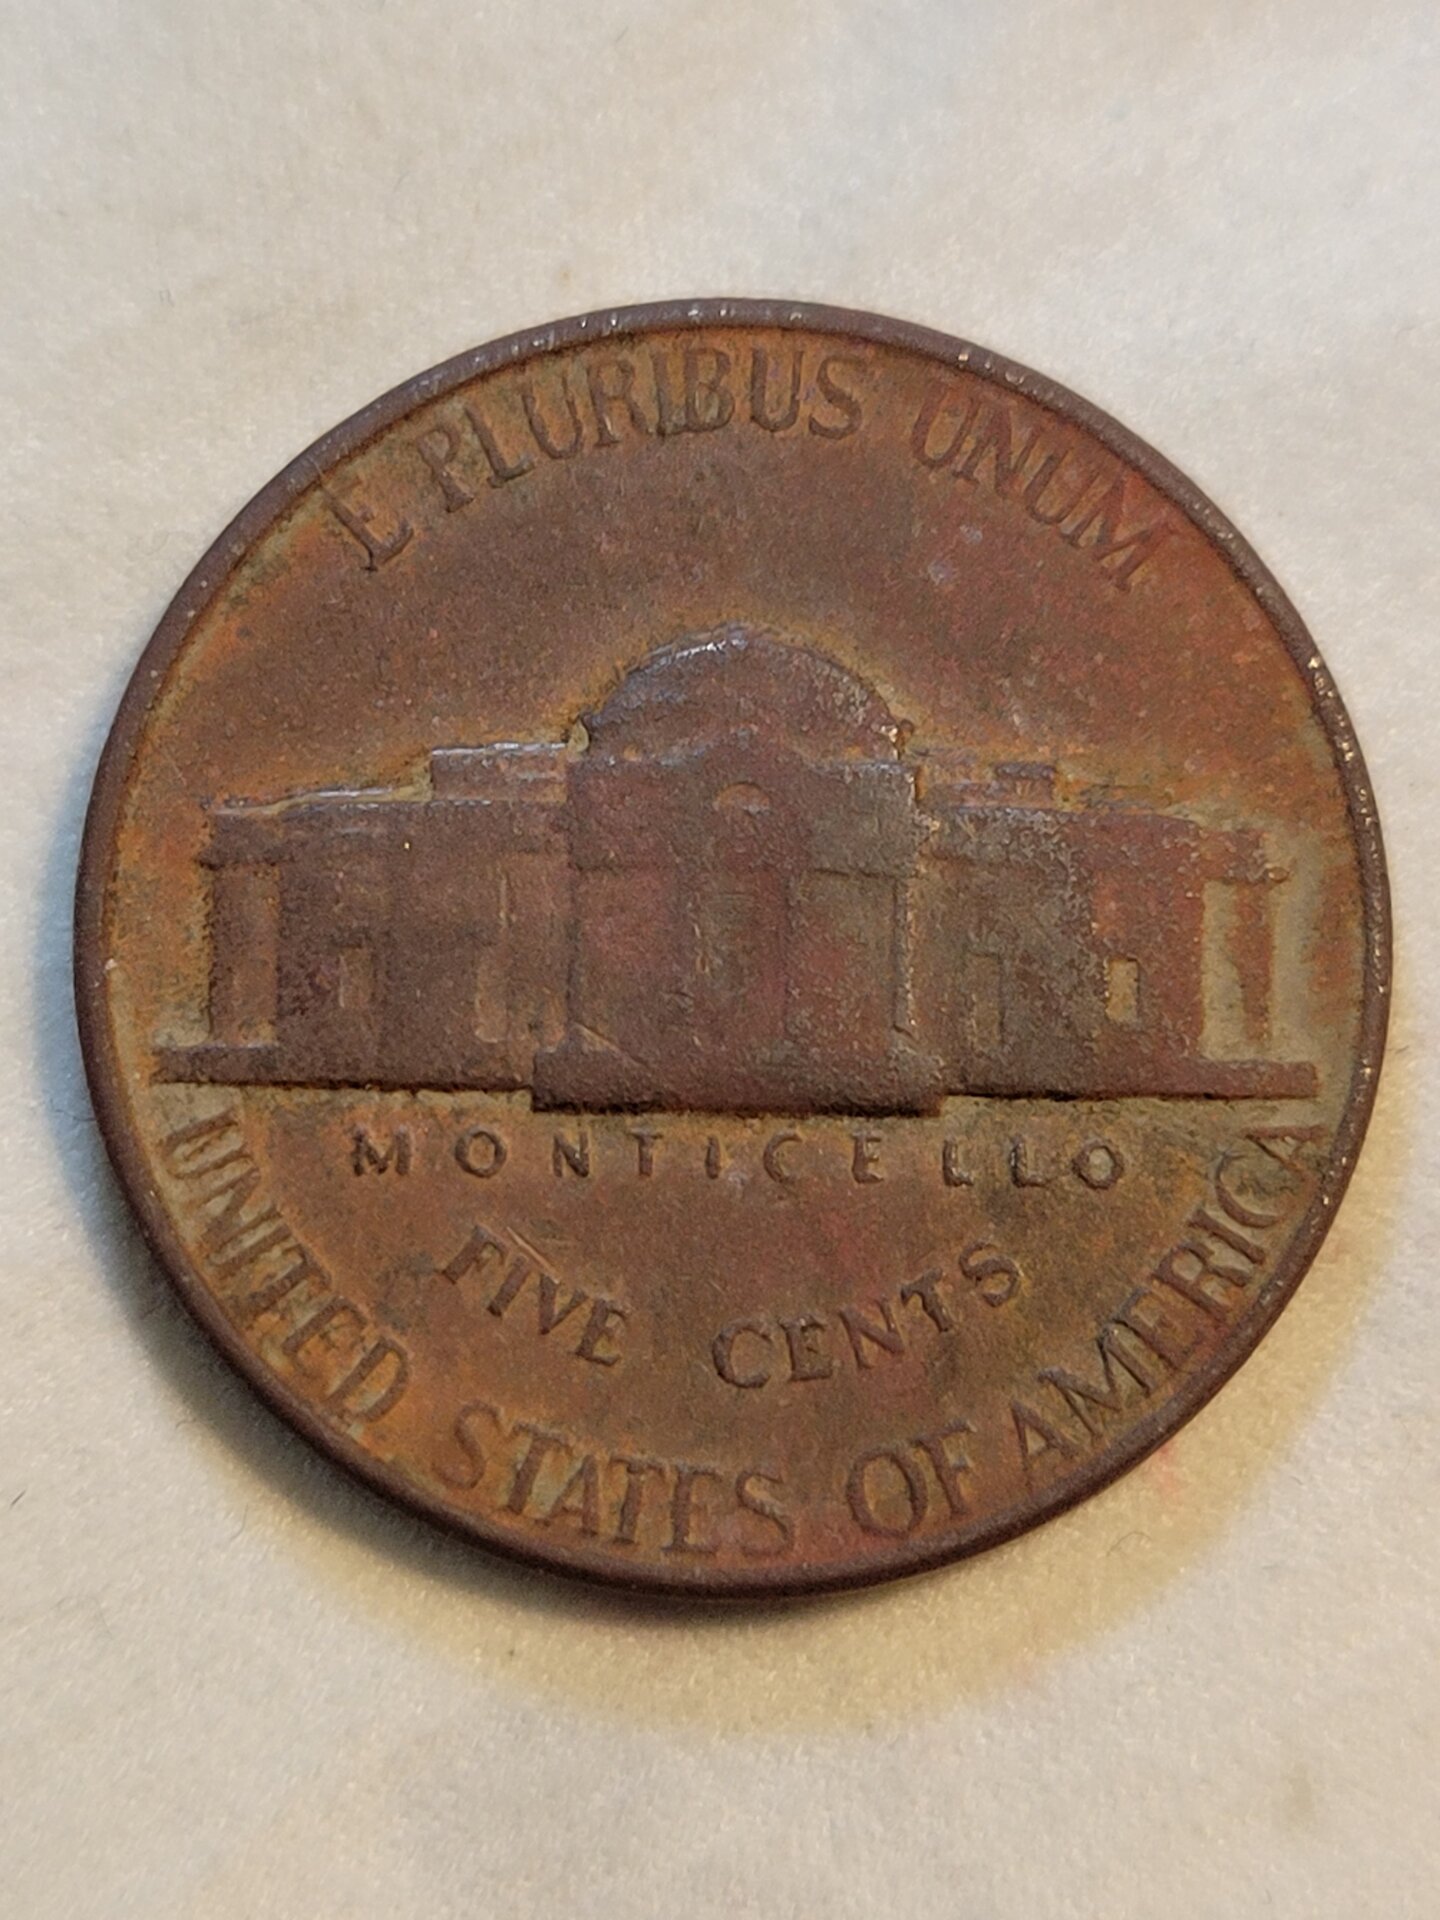 E PLURIBUS UNUM
MONTICELLO
FIVE CENTS
UNITED STATES OF AMERICA